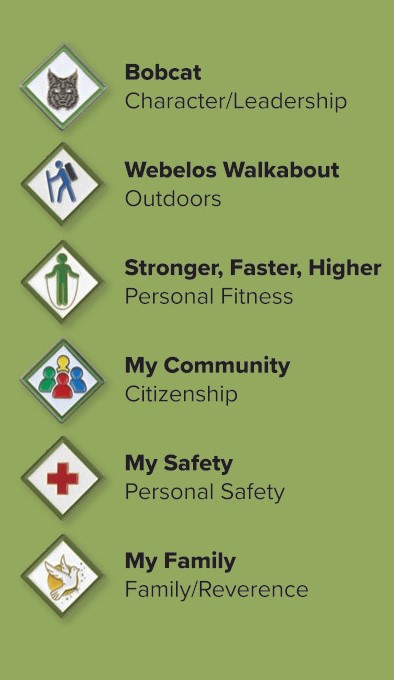 Bobcat
Character/Leadership
Webelos Walkabout
Outdoors
Stronger, Faster, Higher
Personal Fitness
My Community
Citizenship
My Safety
Personal Safety
My Family
Family/Reverence